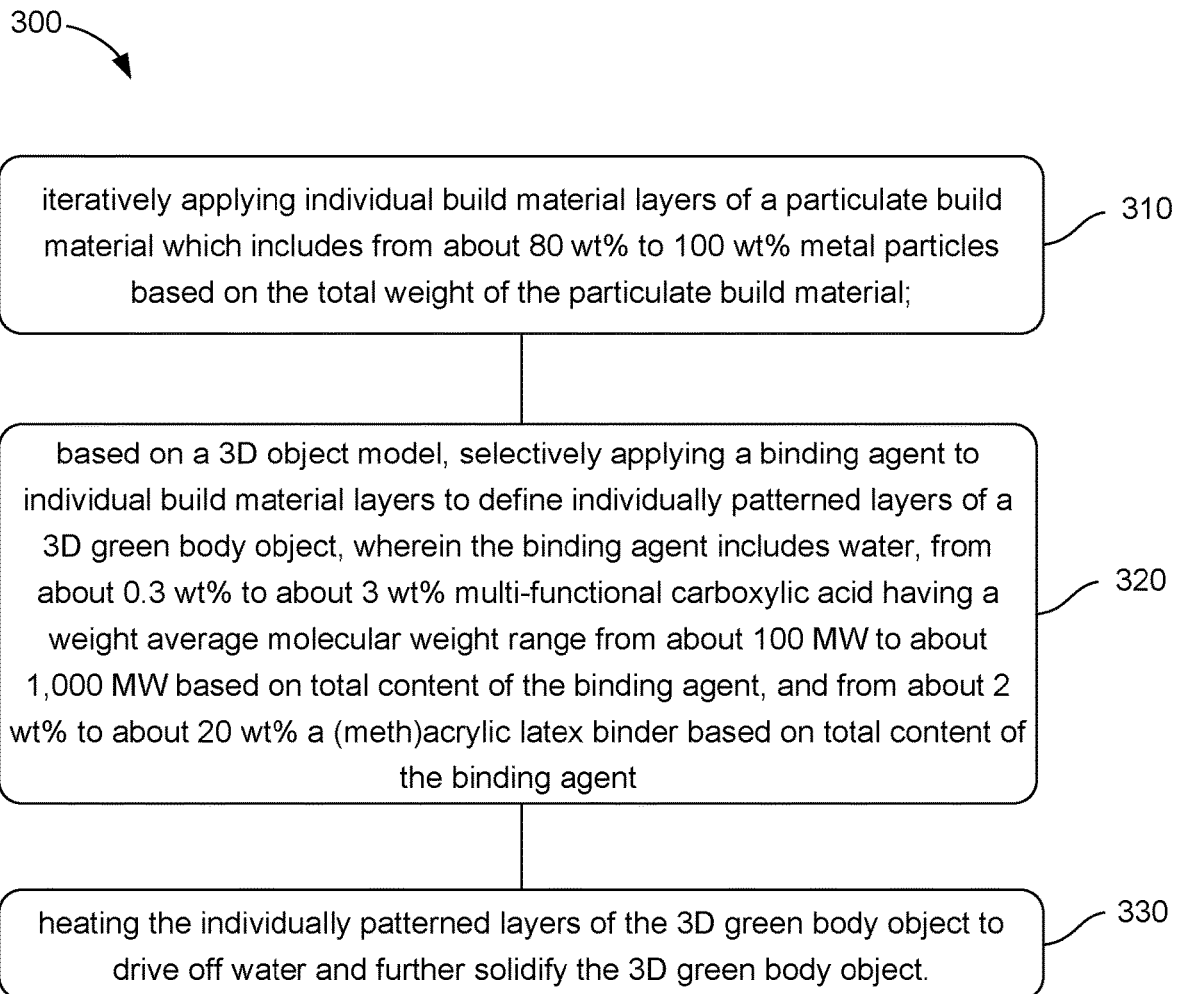 300
iteratively applying individual build material layers of a particulate build
material which includes from about 80 wt% to 100 wt% metal particles
based on the total weight of the particulate build material;
310
based on a 3D object model, selectively applying a binding agent to
individual build material layers to define individually patterned layers of a
3D green body object, wherein the binding agent includes water, from
about 0.3 wt% to about 3 wt% multi-functional carboxylic acid having a
weight average molecular weight range from about 100 MW to about
1,000 MW based on total content of the binding agent, and from about 2
wt% to about 20 wt% a (meth)acrylic latex binder based on total content of
the binding agent
320
heating the individually patterned layers of the 3D green body object to
drive off water and further solidify the 3D green body object.
330